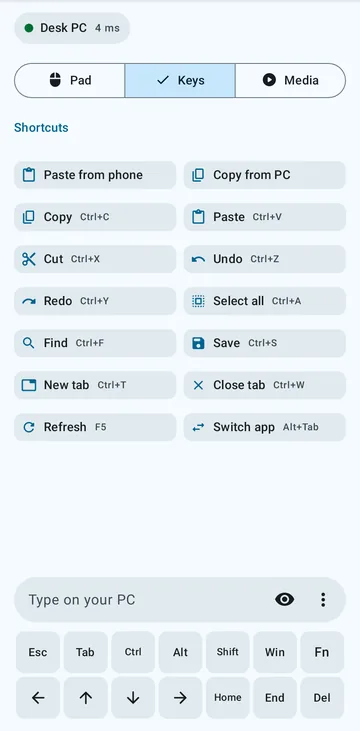 Desk PC 4 ms
Pad Keys Media
Shortcuts
Paste from phone Copy from PC
Copy Ctrl+C Paste Ctrl+V
Cut Ctrl+X Undo Ctrl+Z
Redo Ctrl+Y Select all Ctrl+A
Find Ctrl+F Save Ctrl+S
New tab Ctrl+T Close tab Ctrl+W
Refresh F5 Switch app Alt+Tab
Type on your PC
Esc Tab Ctrl Alt Shift Win Fn
Home End Del